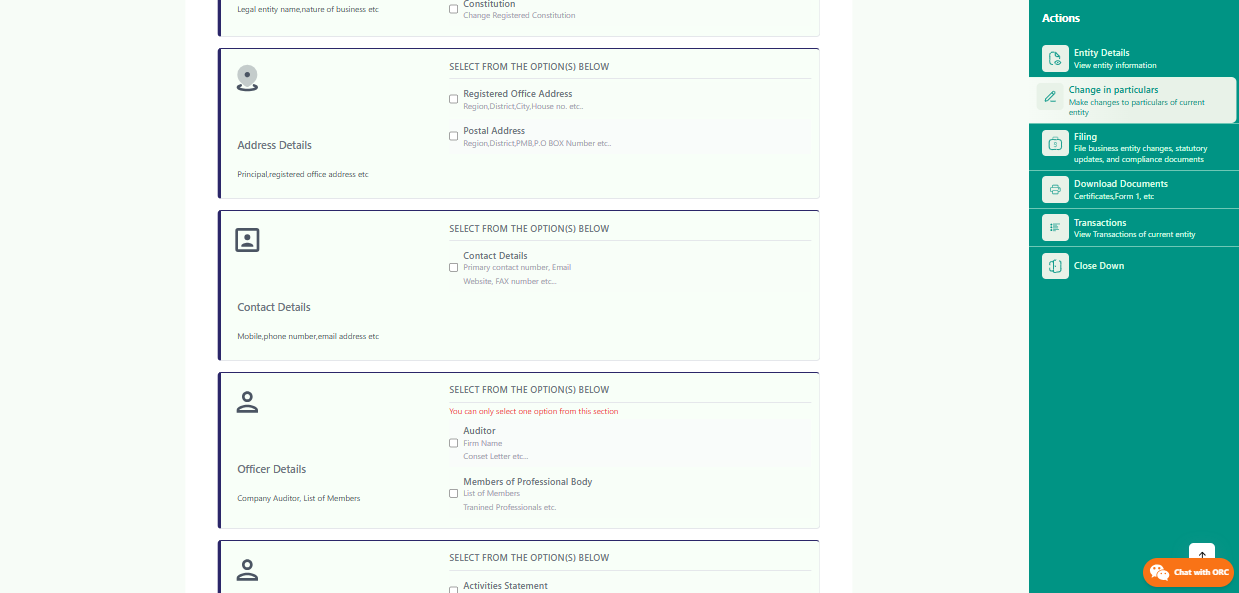 Legal entity name,nature of business etc
Constitution
Change Registered Constitution
SELECT FROM THE OPTION(S) BELOW
Registered Office Address
Region,District,City,House no. etc..
Postal Address
Region,District,PMB,P.O BOX Number etc..
Address Details
Principal,registered office address etc
SELECT FROM THE OPTION(S) BELOW
Contact Details
Primary contact number, Email
Website, FAX number etc...
Contact Details
Mobile,phone number,email address etc
SELECT FROM THE OPTION(S) BELOW
You can only select one option from this section
Auditor
Firm Name
Conset Letter etc...
Members of Professional Body
List of Members
Tranined Professionals etc.
Officer Details
Company Auditor, List of Members
SELECT FROM THE OPTION(S) BELOW
Activities Statement
Actions
Entity Details
View entity information
Change in particulars
Make changes to particulars of current
entity
Filing
File business entity changes, statutory
updates, and compliance documents
Download Documents
Certificates,Form 1, etc
Transactions
View Transactions of current entity
Close Down
Chat with ORC